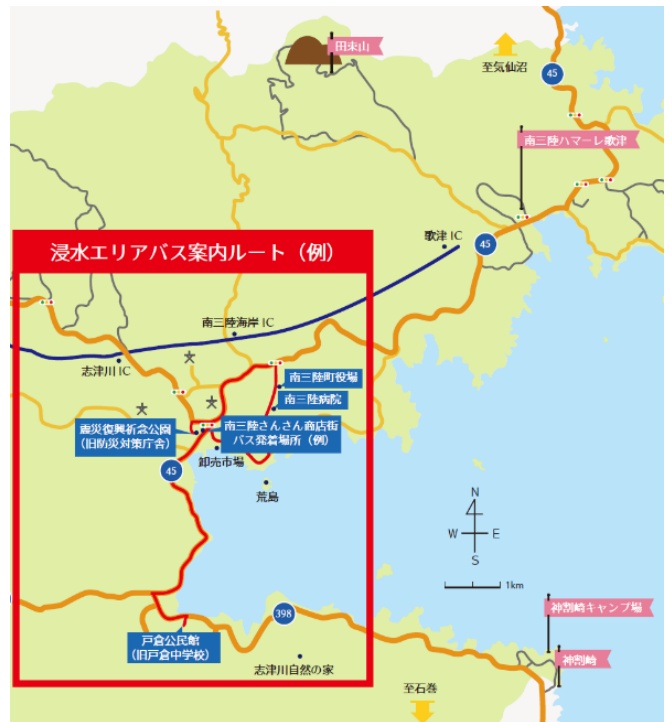 田束山
至気仙沼
45
南三陸ハマーレ歌津
浸水エリアバス案内ルート（例）
歌津 IC
45
南三陸海岸 IC
志津川 IC
南三陸町役場
南三陸病院
震災復興祈念公園
（旧防災対策庁舎）
南三陸さんさん商店街
バス発着場所（例）
卸売市場
45
荒島
N
W
E
S
1km
398
神割崎キャンプ場
戸倉公民館
（旧戸倉中学校）
志津川自然の家
神割崎
至石巻